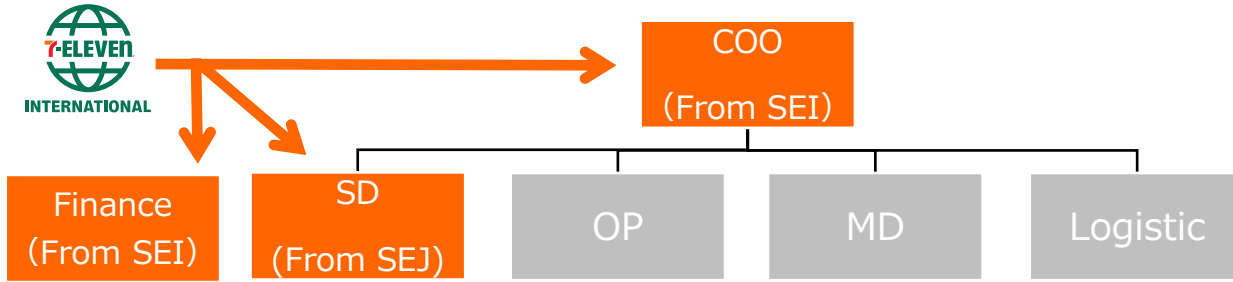 7-ELEVEn
INTERNATIONAL
COO
（From SEI）
Finance
（From SEI）
SD
（From SEJ）
OP
MD
Logistic